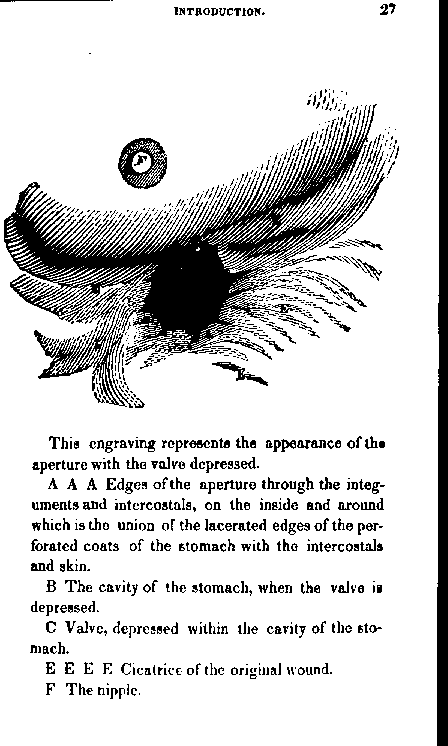 INTRODUCTION. 27
F
This engraving represents the appearance of the
aperture with the valve depressed.
A A A Edges of the aperture through the integ-
uments and intercostals, on the inside and around
which is the union of the lacerated edges of the per-
forated coats of the stomach with the intercostals
and skin.
B The cavity of the stomach, when the valve is
depressed.
C Valve, depressed within the cavity of the sto-
mach.
E E E E Cicatrice of the original wound.
F The nipple.